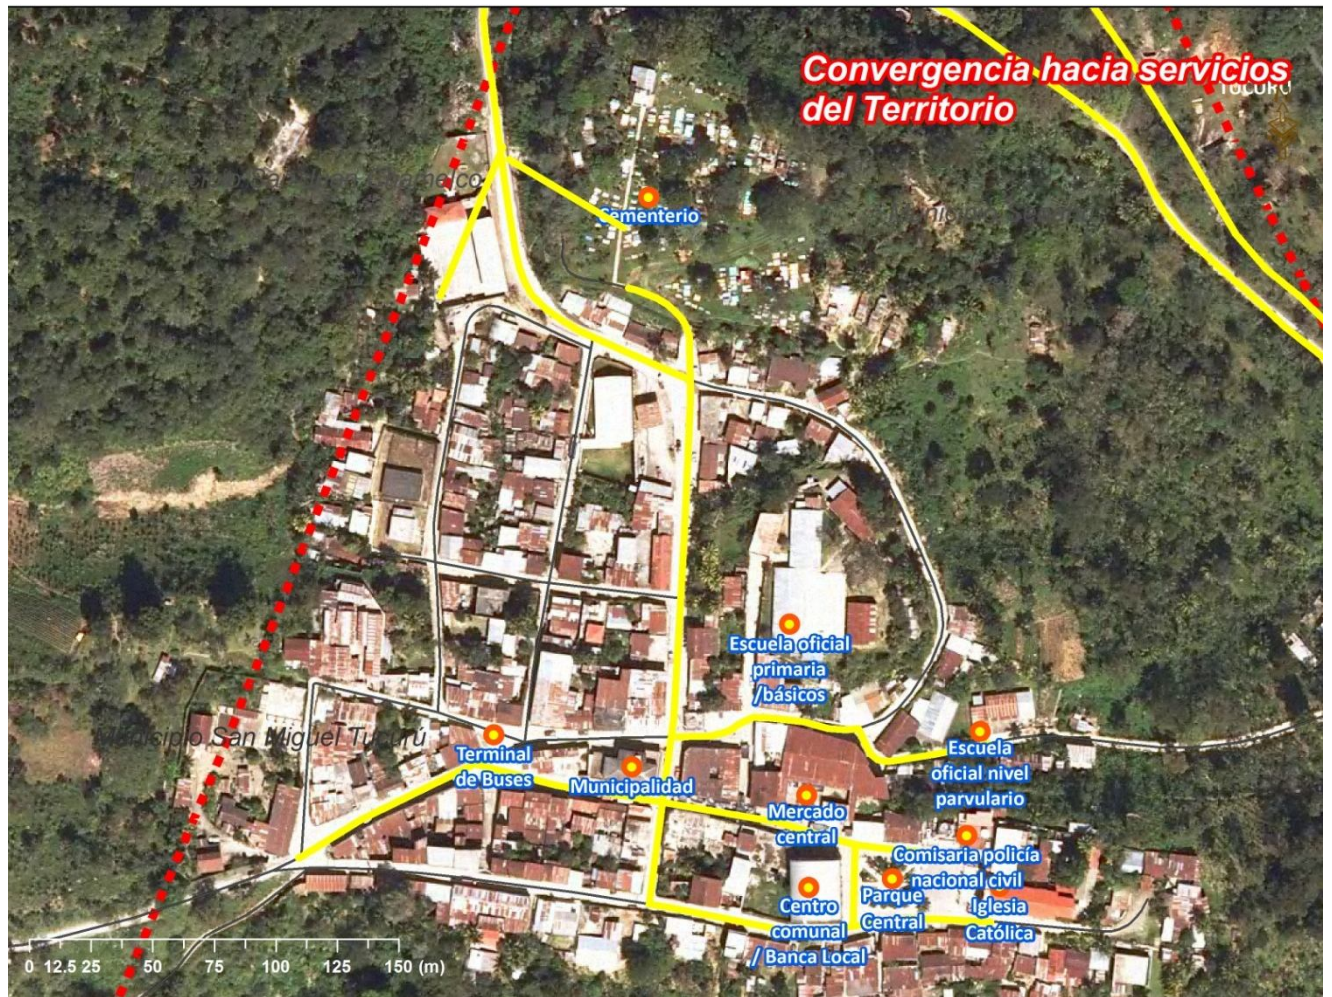 Convergencia hacia servicios
del Territorio
TUCURÚ
Cementerio
Escuela oficial
primaria
/básicos
Municipio San Miguel Tucurú
Terminal
de Buses
Municipalidad
Escuela
oficial nivel
parvulario
Mercado
central
Comisaria policía
nacional civil
Parque
Central
Iglesia
Católica
Centro
comunal
/ Banca Local
0 12.5 25 50 75 100 150 (m)